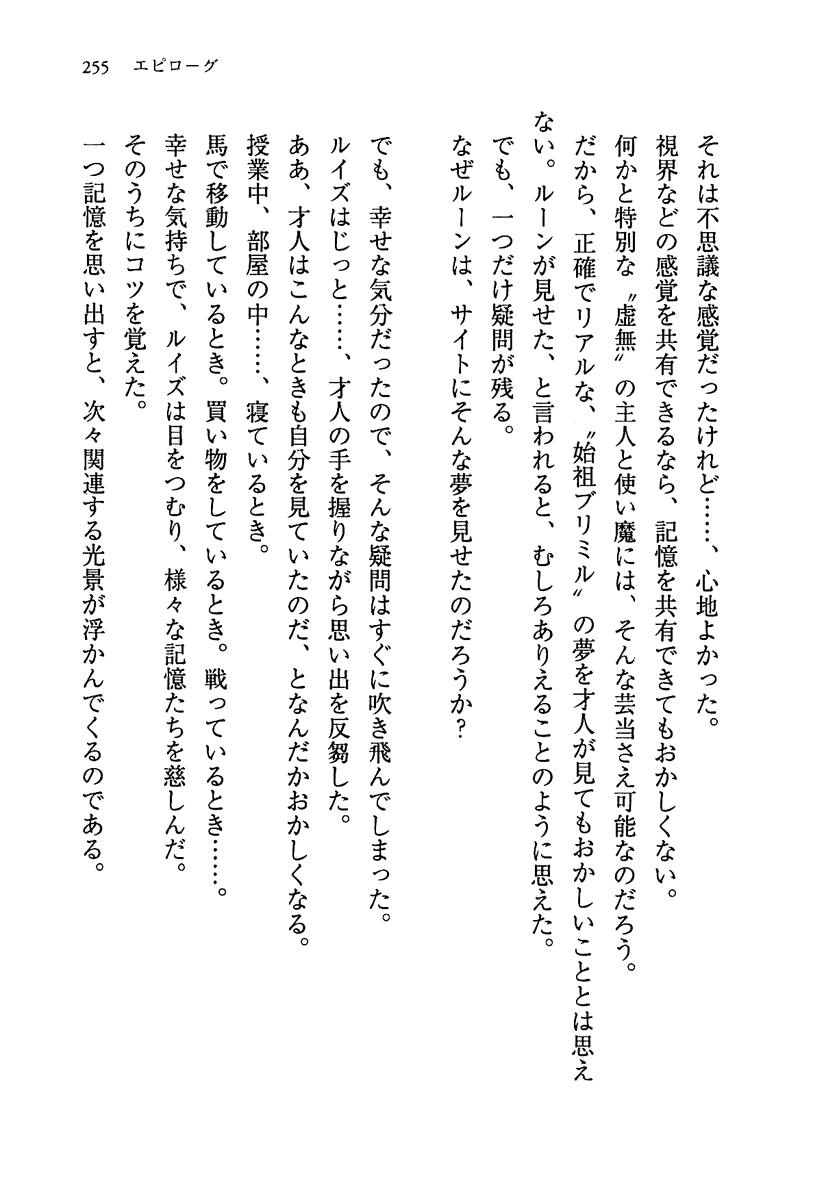 255 エピローグ
それは不思議な感覚だったけれど……、心地よかった。
視界などの感覚を共有できるなら、記憶を共有できてもおかしくない。
何かと特別な〝虚無〟の主人と使い魔には、そんな芸当さえ可能なのだろう。
だから、正確でリアルな、〝始祖ブリミル〟の夢を才人が見てもおかしいこととは思え
ない。ルーンが見せた、と言われると、むしろありえることのように思えた。
でも、一つだけ疑問が残る。
なぜルーンは、サイトにそんな夢を見せたのだろうか?
でも、幸せな気分だったので、そんな疑問はすぐに吹き飛んでしまった。
ルイズはじっと……、才人の手を握りながら思い出を反芻した。
ああ、才人はこんなときも自分を見ていたのだ、となんだかおかしくなる。
授業中、部屋の中……、寝ているとき。
馬で移動しているとき。買い物をしているとき。戦っているとき……。
幸せな気持ちで、ルイズは目をつむり、様々な記憶たちを慈しんだ。
そのうちにコツを覚えた。
一つ記憶を思い出すと、次々関連する光景が浮かんでくるのである。